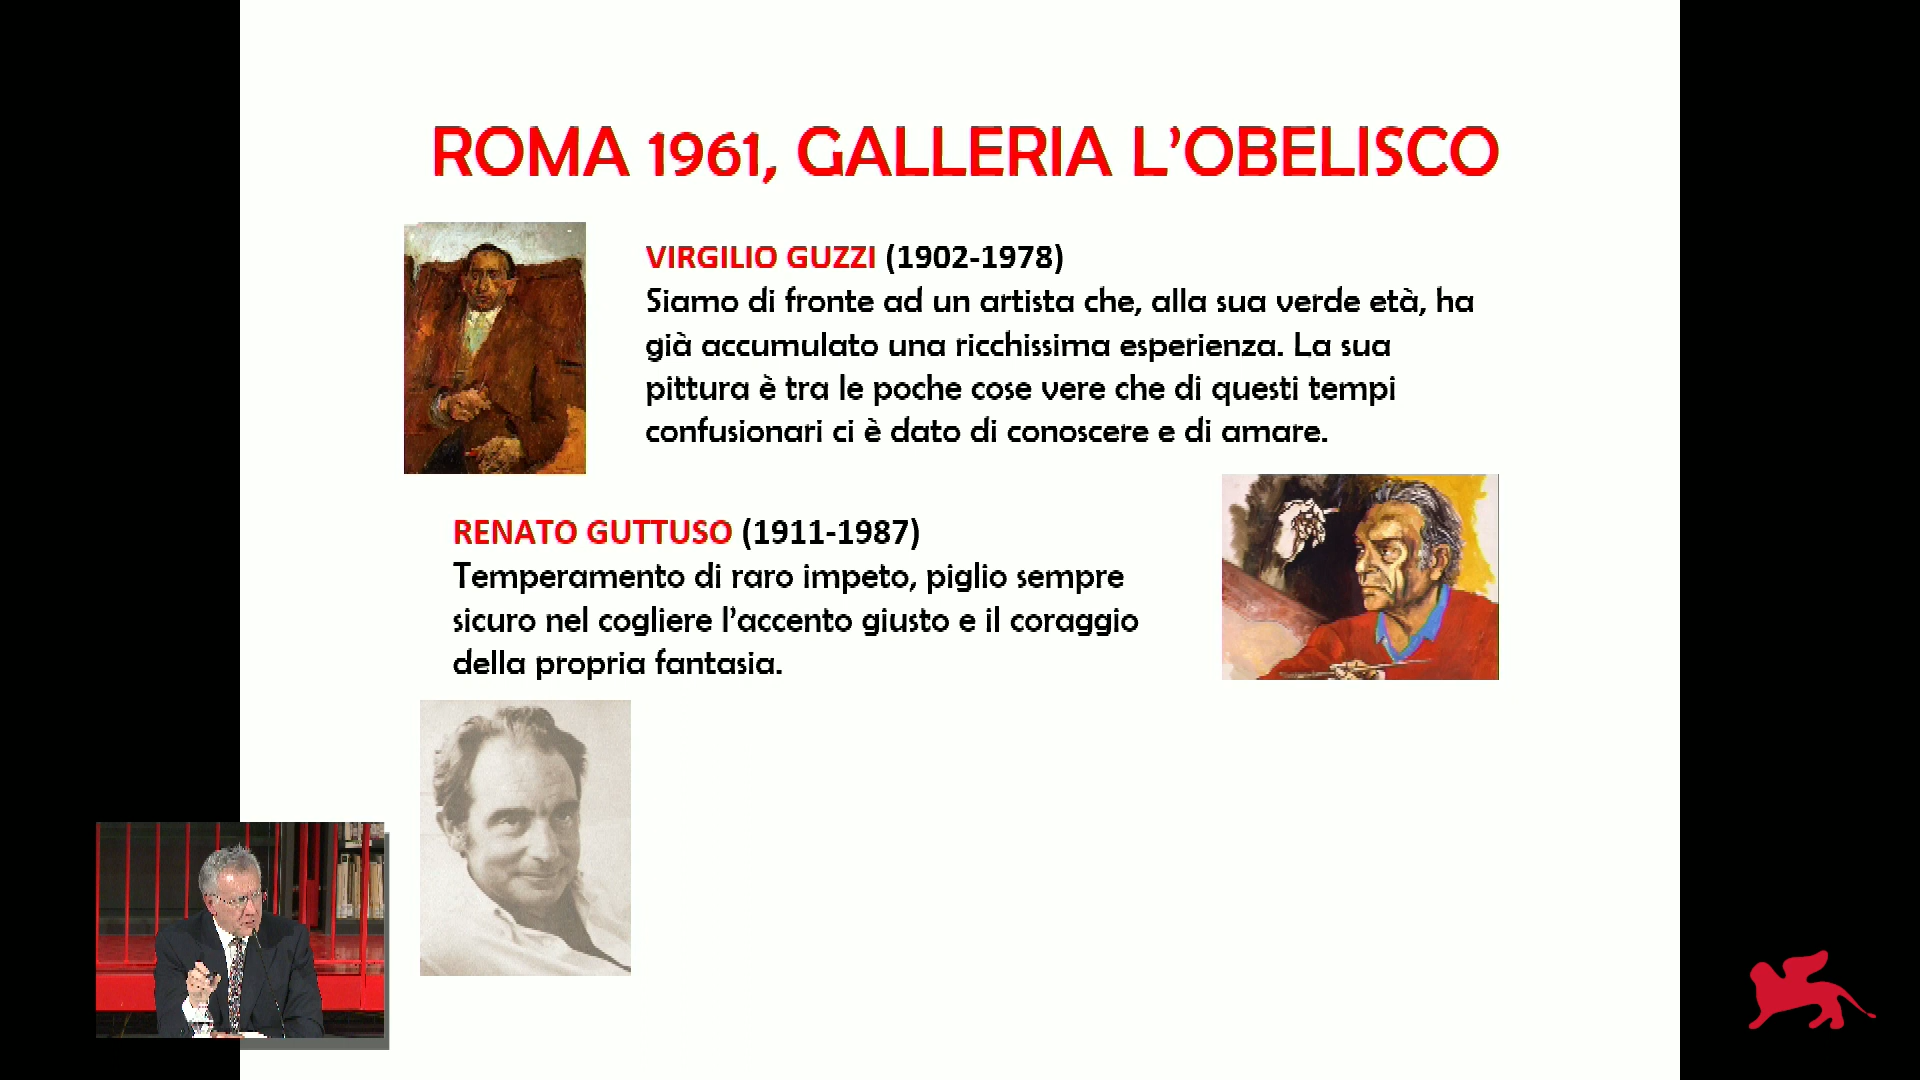 ROMA 1961, GALLERIA L’OBELISCO
VIRGILIO GUZZI (1902-1978)
Siamo di fronte ad un artista che, alla sua verde età, ha
già accumulato una ricchissima esperienza. La sua
pittura è tra le poche cose vere che di questi tempi
confusionari ci è dato di conoscere e di amare.
RENATO GUTTUSO (1911-1987)
Temperamento di raro impeto, piglio sempre
sicuro nel cogliere l’accento giusto e il coraggio
della propria fantasia.